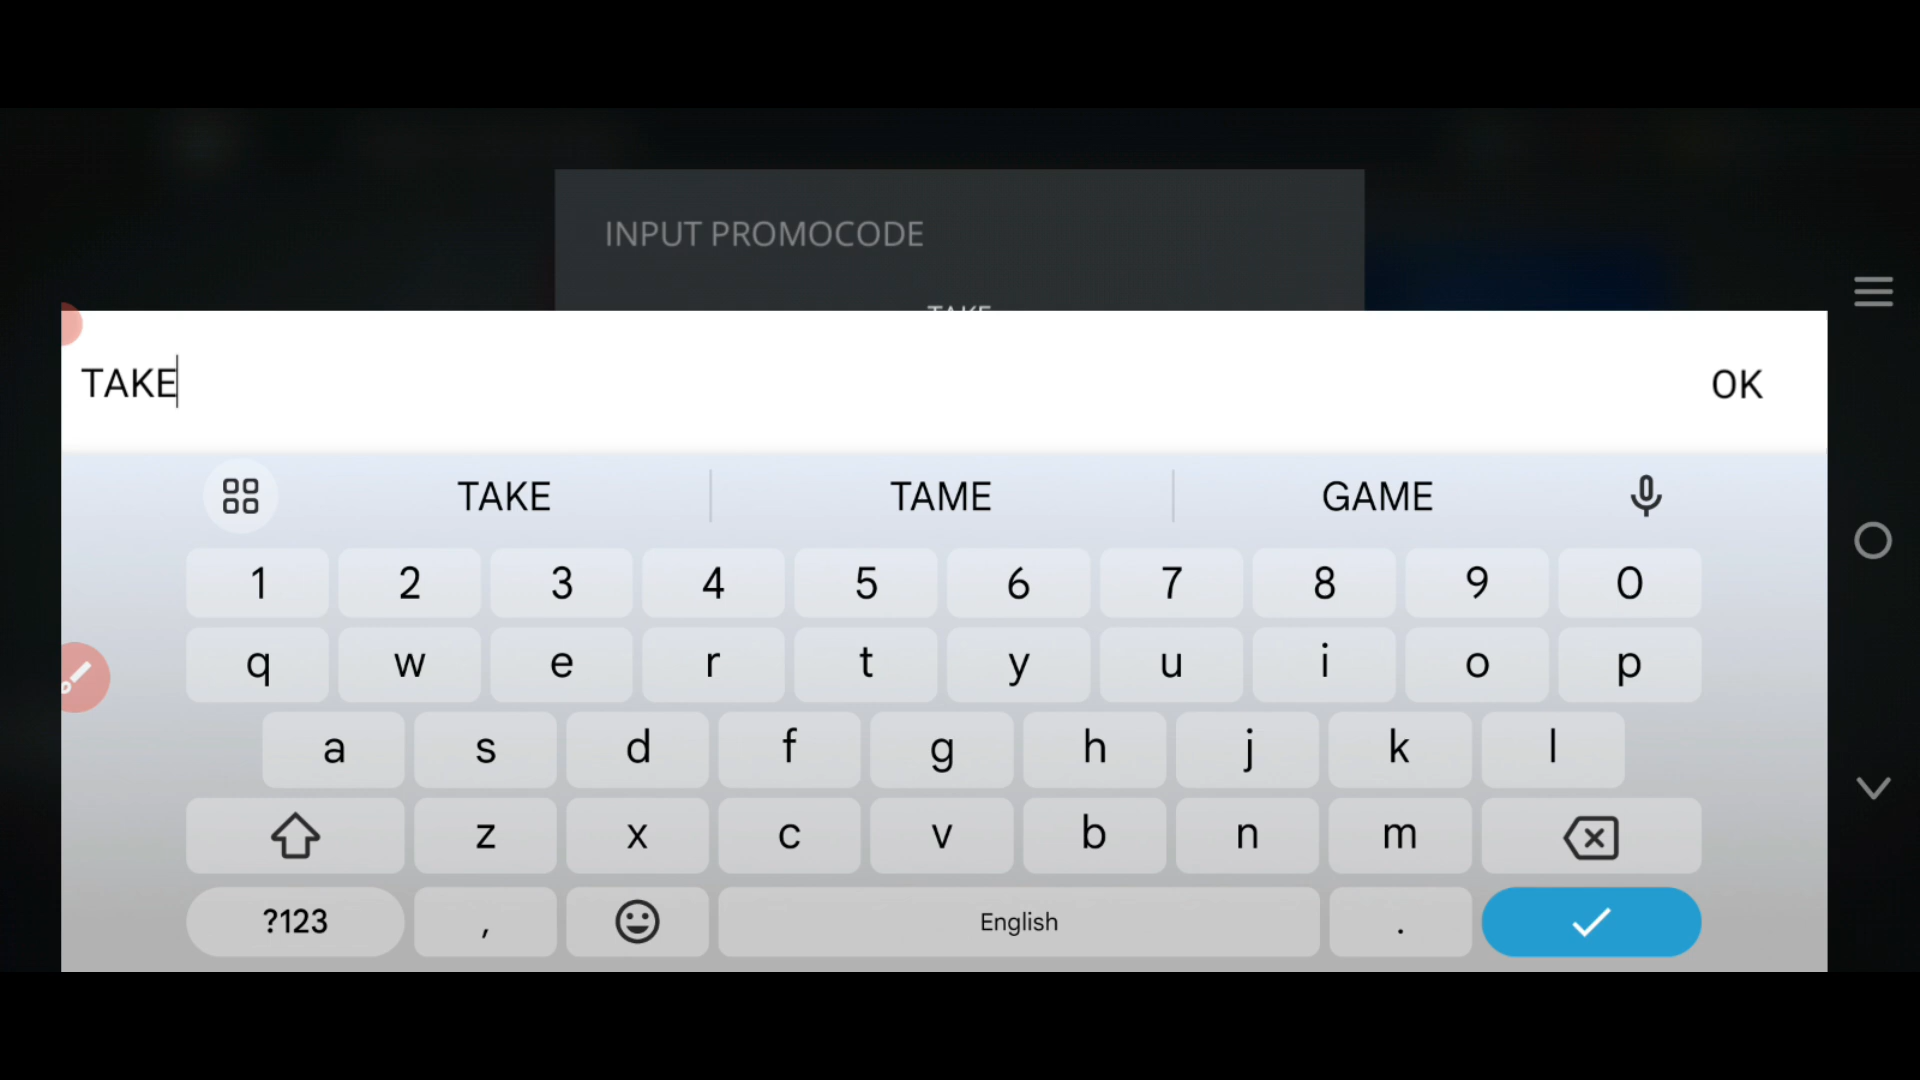 INPUT PROMOCODE
TAKE
TAKE OK
TAKE TAME GAME
1 2 3 4 5 6 7 8 9 0
q w e r t y u i o p
a s d f g h j k l
z x c v b n m
?123 , English .